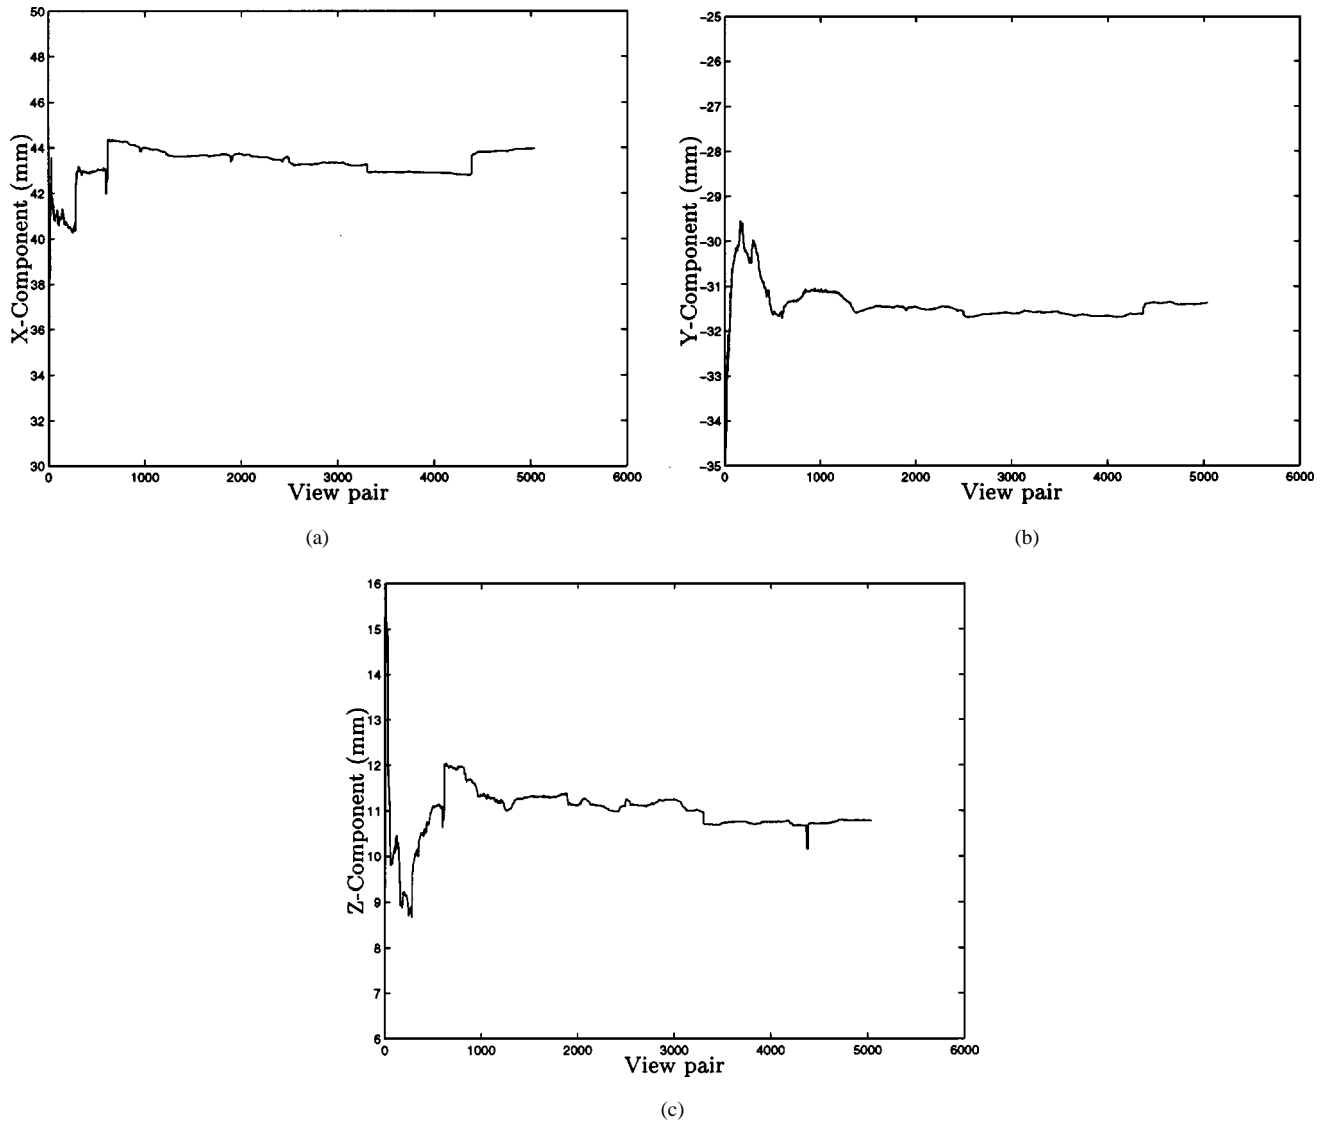 50
48
46
44
42
40
38
36
34
32
30
X-Component (mm)
0 1000 2000 3000 4000 5000 6000
View pair
(a)
−25
−26
−27
−28
−29
−30
−31
−32
−33
−34
−35
Y-Component (mm)
0 1000 2000 3000 4000 5000 6000
View pair
(b)
16
15
14
13
12
11
10
9
8
7
6
Z-Component (mm)
0 1000 2000 3000 4000 5000 6000
View pair
(c)